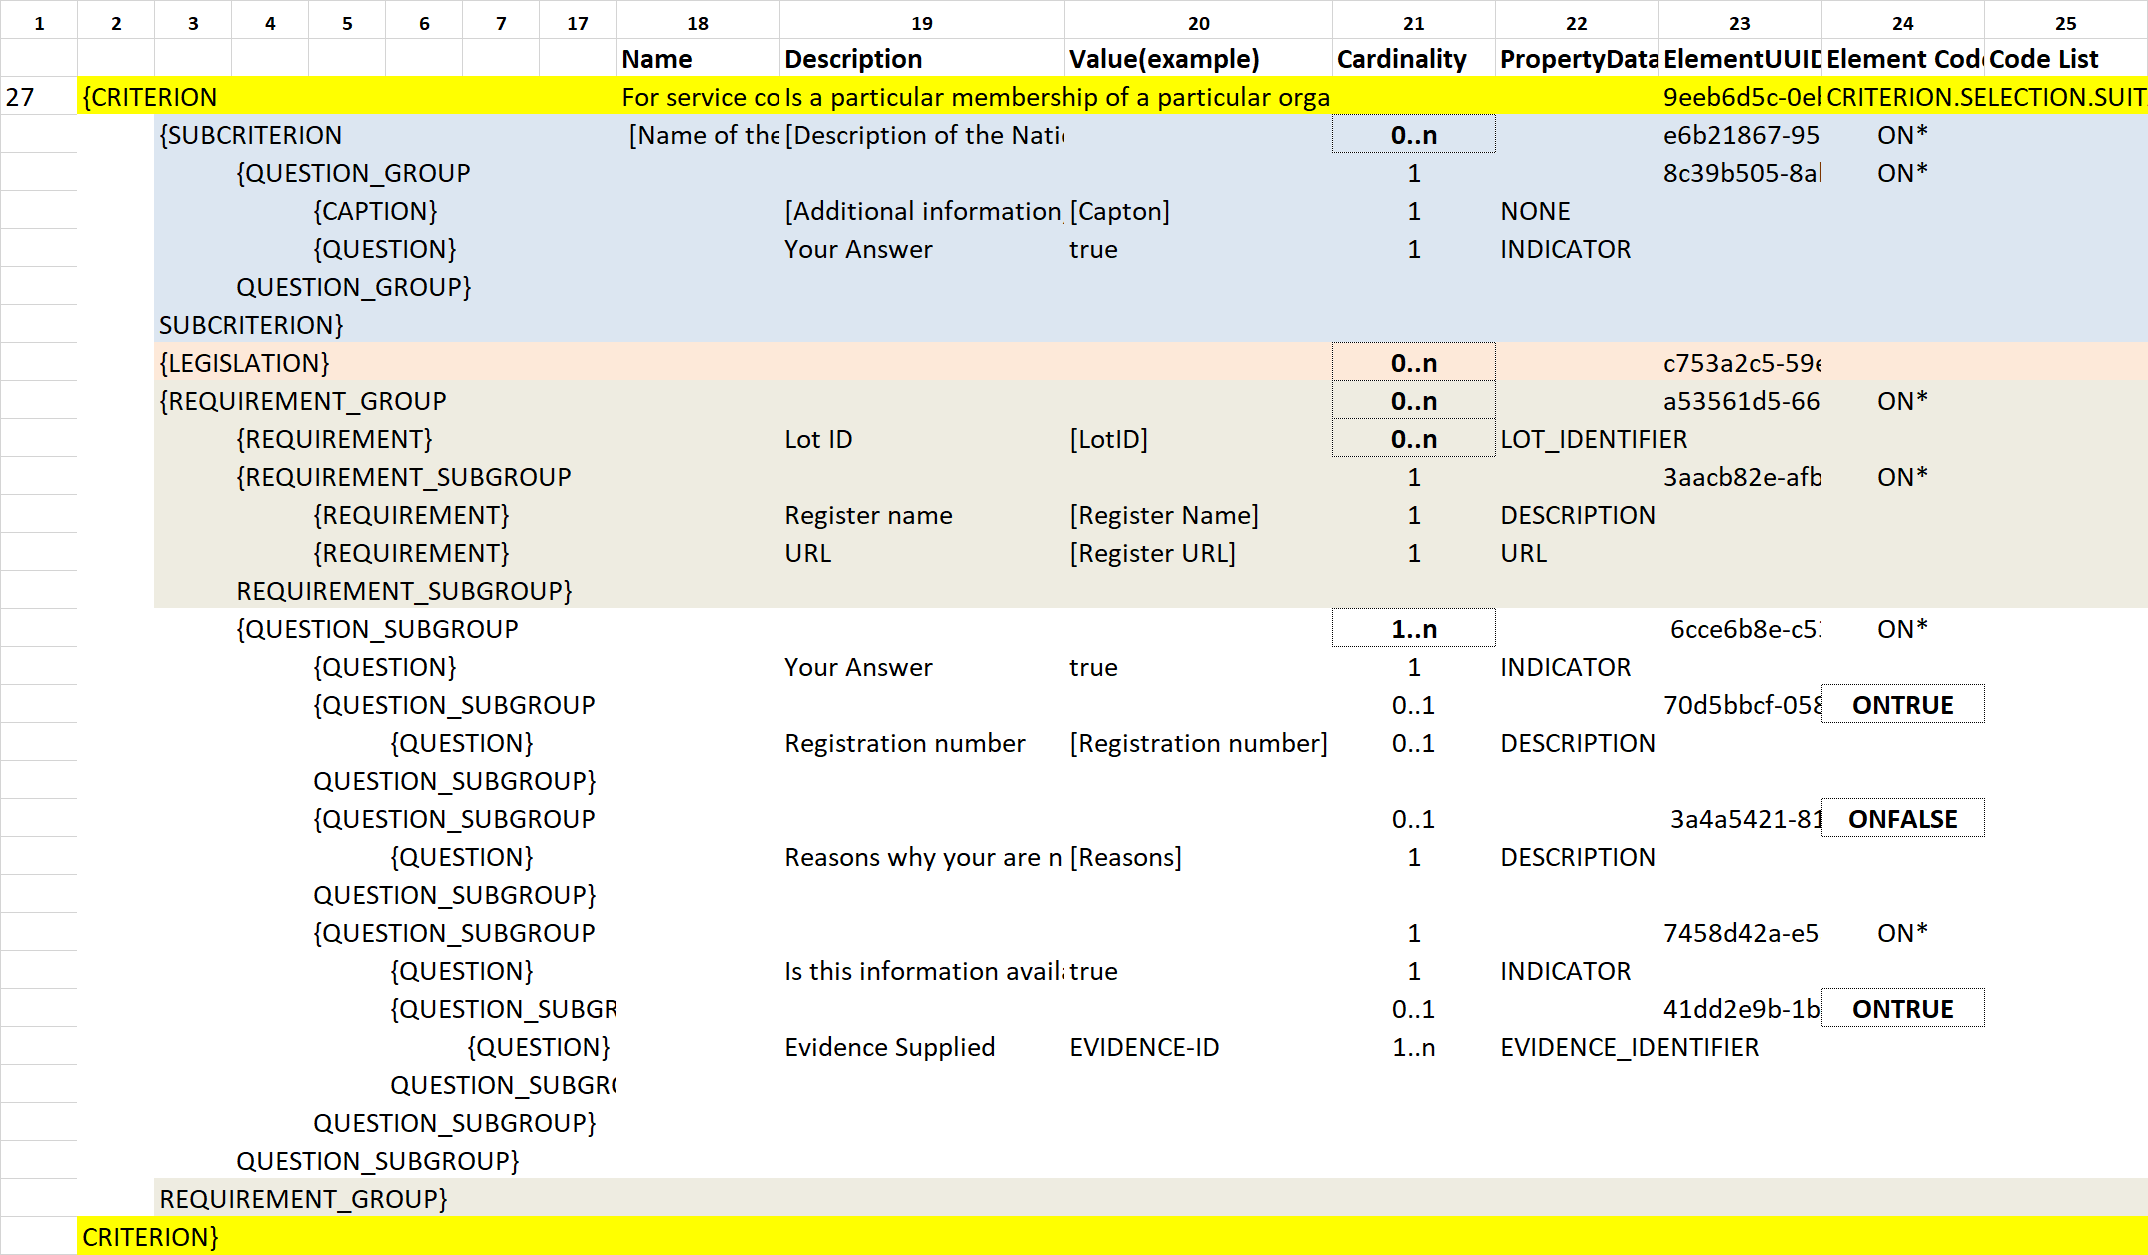 1 2 3 4 5 6 7 17 18 19 20 21 22 23 24 25
Name Description Value(example) Cardinality PropertyData ElementUUID Element Cod Code List
27 {CRITERION For service co Is a particular membership of a particular orga 9eeb6d5c-0e CRITERION.SELECTION.SUIT
{SUBCRITERION [Name of the [Description of the Nati 0..n e6b21867-95 ON*
{QUESTION_GROUP 1 8c39b505-8a ON*
{CAPTION} [Additional information [Capton] 1 NONE
{QUESTION} Your Answer true 1 INDICATOR
QUESTION_GROUP}
SUBCRITERION}
{LEGISLATION} 0..n c753a2c5-59e
{REQUIREMENT_GROUP 0..n a53561d5-66 ON*
{REQUIREMENT} Lot ID [LotID] 0..n LOT_IDENTIFIER
{REQUIREMENT_SUBGROUP 1 3aacb82e-afb ON*
{REQUIREMENT} Register name [Register Name] 1 DESCRIPTION
{REQUIREMENT} URL [Register URL] 1 URL
REQUIREMENT_SUBGROUP}
{QUESTION_SUBGROUP 1..n 6cce6b8e-c5 ON*
{QUESTION} Your Answer true 1 INDICATOR
{QUESTION_SUBGROUP 0..1 70d5bbcf-058 ONTRUE
{QUESTION} Registration number [Registration number] 0..1 DESCRIPTION
QUESTION_SUBGROUP}
{QUESTION_SUBGROUP 0..1 3a4a5421-81 ONFALSE
{QUESTION} Reasons why your are n [Reasons] 1 DESCRIPTION
QUESTION_SUBGROUP}
{QUESTION_SUBGROUP 1 7458d42a-e5 ON*
{QUESTION} Is this information avail true 1 INDICATOR
{QUESTION_SUBGR 0..1 41dd2e9b-1b ONTRUE
{QUESTION} Evidence Supplied EVIDENCE-ID 1..n EVIDENCE_IDENTIFIER
QUESTION_SUBGR
QUESTION_SUBGROUP}
QUESTION_SUBGROUP}
REQUIREMENT_GROUP}
CRITERION}